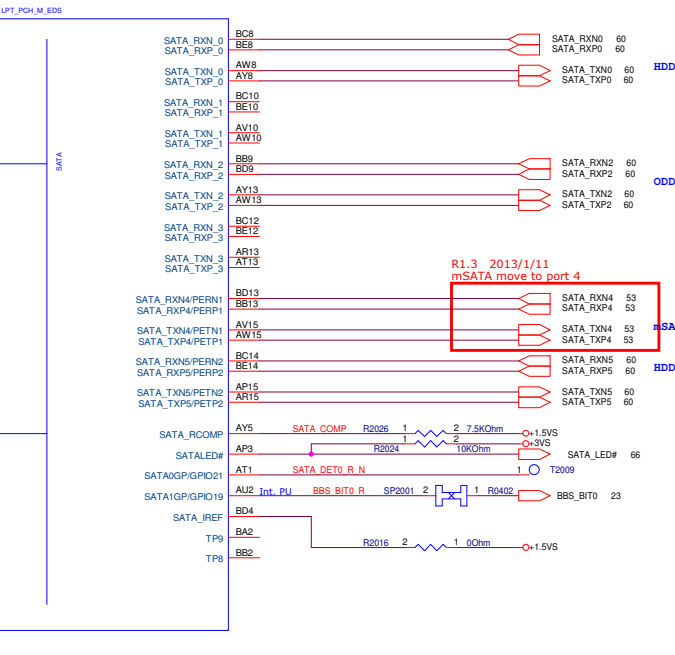 LPT_PCH_M_EDS
SATA
SATA_RXN_0 BC8 SATA_RXN0 60
SATA_RXP_0 BE8 SATA_RXP0 60
SATA_TXN_0 AW8 SATA_TXN0 60 HDD
SATA_TXP_0 AY8 SATA_TXP0 60
SATA_RXN_1 BC10
SATA_RXP_1 BE10
SATA_TXN_1 AV10
SATA_TXP_1 AW10
SATA_RXN_2 BB9 SATA_RXN2 60
SATA_RXP_2 BD9 SATA_RXP2 60
ODD
SATA_TXN_2 AY13 SATA_TXN2 60
SATA_TXP_2 AW13 SATA_TXP2 60
SATA_RXN_3 BC12
SATA_RXP_3 BE12
SATA_TXN_3 AR13
SATA_TXP_3 AT13
R1.3 2013/1/11
mSATA move to port 4
SATA_RXN4/PERN1 BD13 SATA_RXN4 53
SATA_RXP4/PERP1 BB13 SATA_RXP4 53
SATA_TXN4/PETN1 AV15 SATA_TXN4 53 mSA
SATA_TXP4/PETP1 AW15 SATA_TXP4 53
SATA_RXN5/PERN2 BC14 SATA_RXN5 60
SATA_RXP5/PERP2 BE14 SATA_RXP5 60 HDD
SATA_TXN5/PETN2 AP15 SATA_TXN5 60
SATA_TXP5/PETP2 AR15 SATA_TXP5 60
SATA_RCOMP AY5 SATA_COMP R2026 1 2 7.5KOhm +1.5VS
1 2 +3VS
R2024 10KOhm
SATALED# AP3 SATA_LED# 66
SATA0GP/GPIO21 AT1 SATA_DET0_R_N 1 T2009
SATA1GP/GPIO19 AU2 Int. PU BBS_BIT0_R SP2001 2 1 R0402 BBS_BIT0 23
SATA_IREF BD4
TP9 BA2
R2016 2 1 0Ohm +1.5VS
TP8 BB2